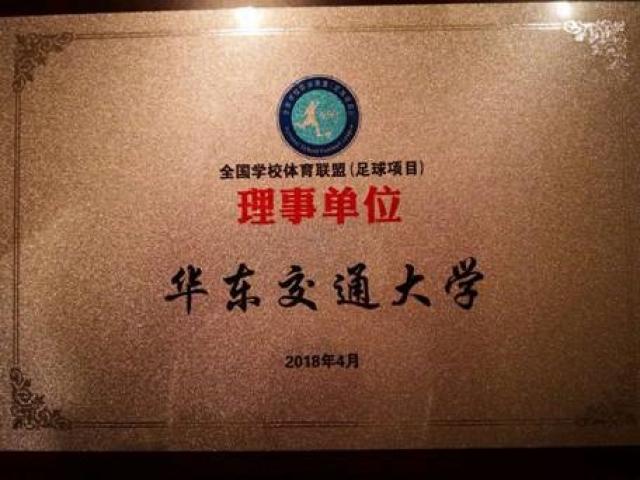 全国学校体育联盟(足球项目)
理事单位
华东交通大学
2018年4月